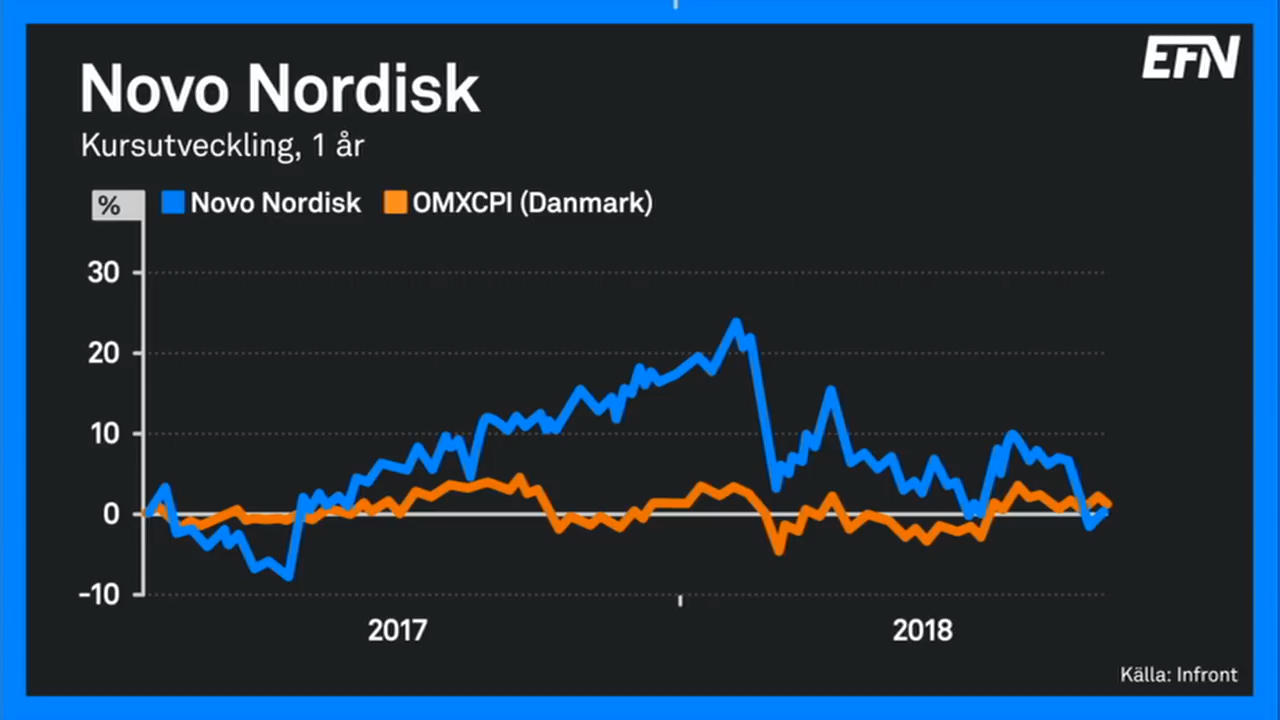 EFN
Novo Nordisk
Kursutveckling, 1 år
% Novo Nordisk OMXCPI (Danmark)
30
20
10
0
-10
2017 2018
Källa: Infront